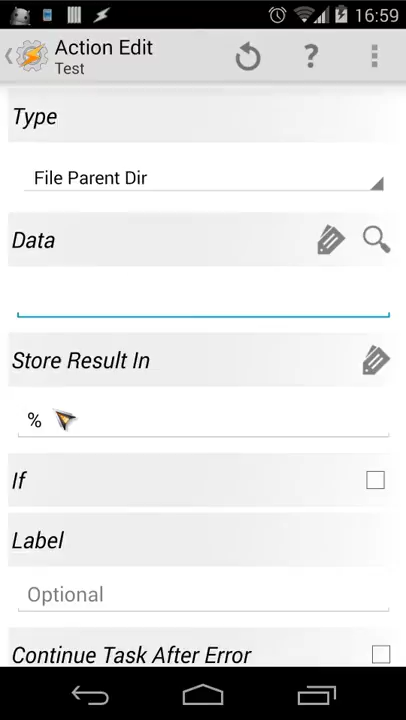 16:59
Action Edit
Test
?
Type
File Parent Dir
Data
Store Result In
%
If
Label
Optional
Continue Task After Error